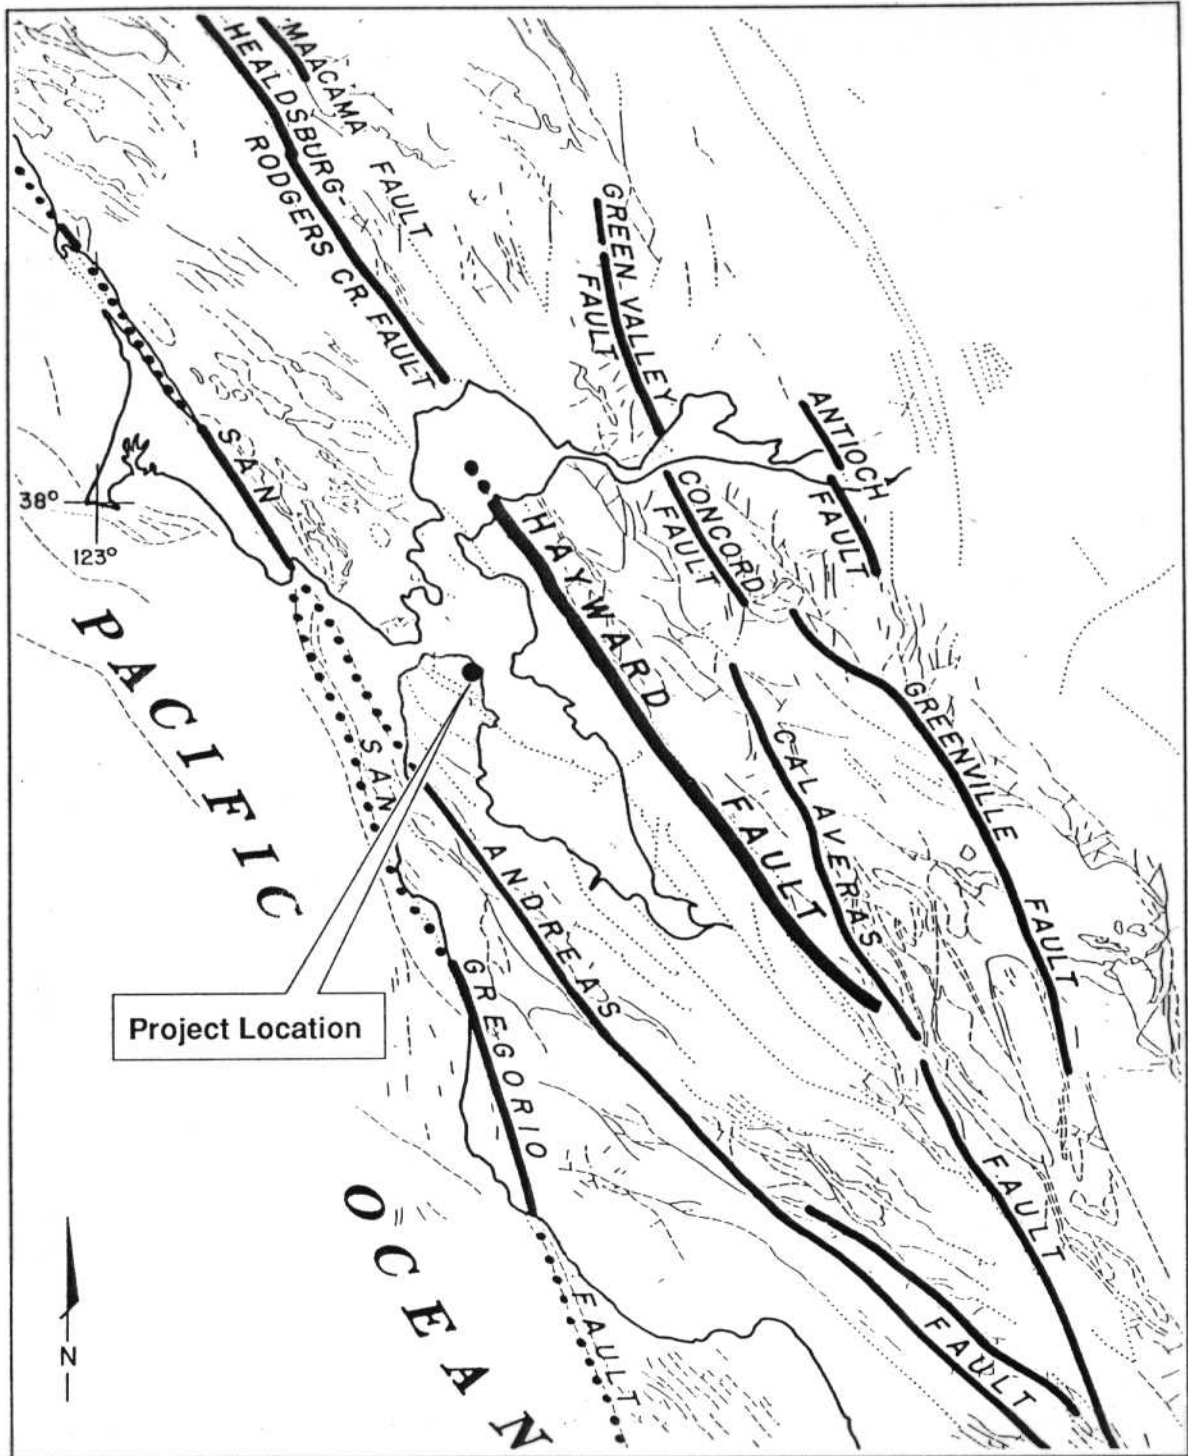 MAACAMA FAULT
HEALDSBURG-
RODGERS CR. FAULT
GREEN VALLEY
FAULT
ANTIOCH
FAULT
SAN
38°
123°
CONCORD
FAULT
HAYWARD
FAULT
PACIFIC
OCEAN
SAN
GREGORIO
FAULT
ANDREAS
FAULT
CALAVERAS
FAULT
GREENVILLE
FAULT
Project Location
N